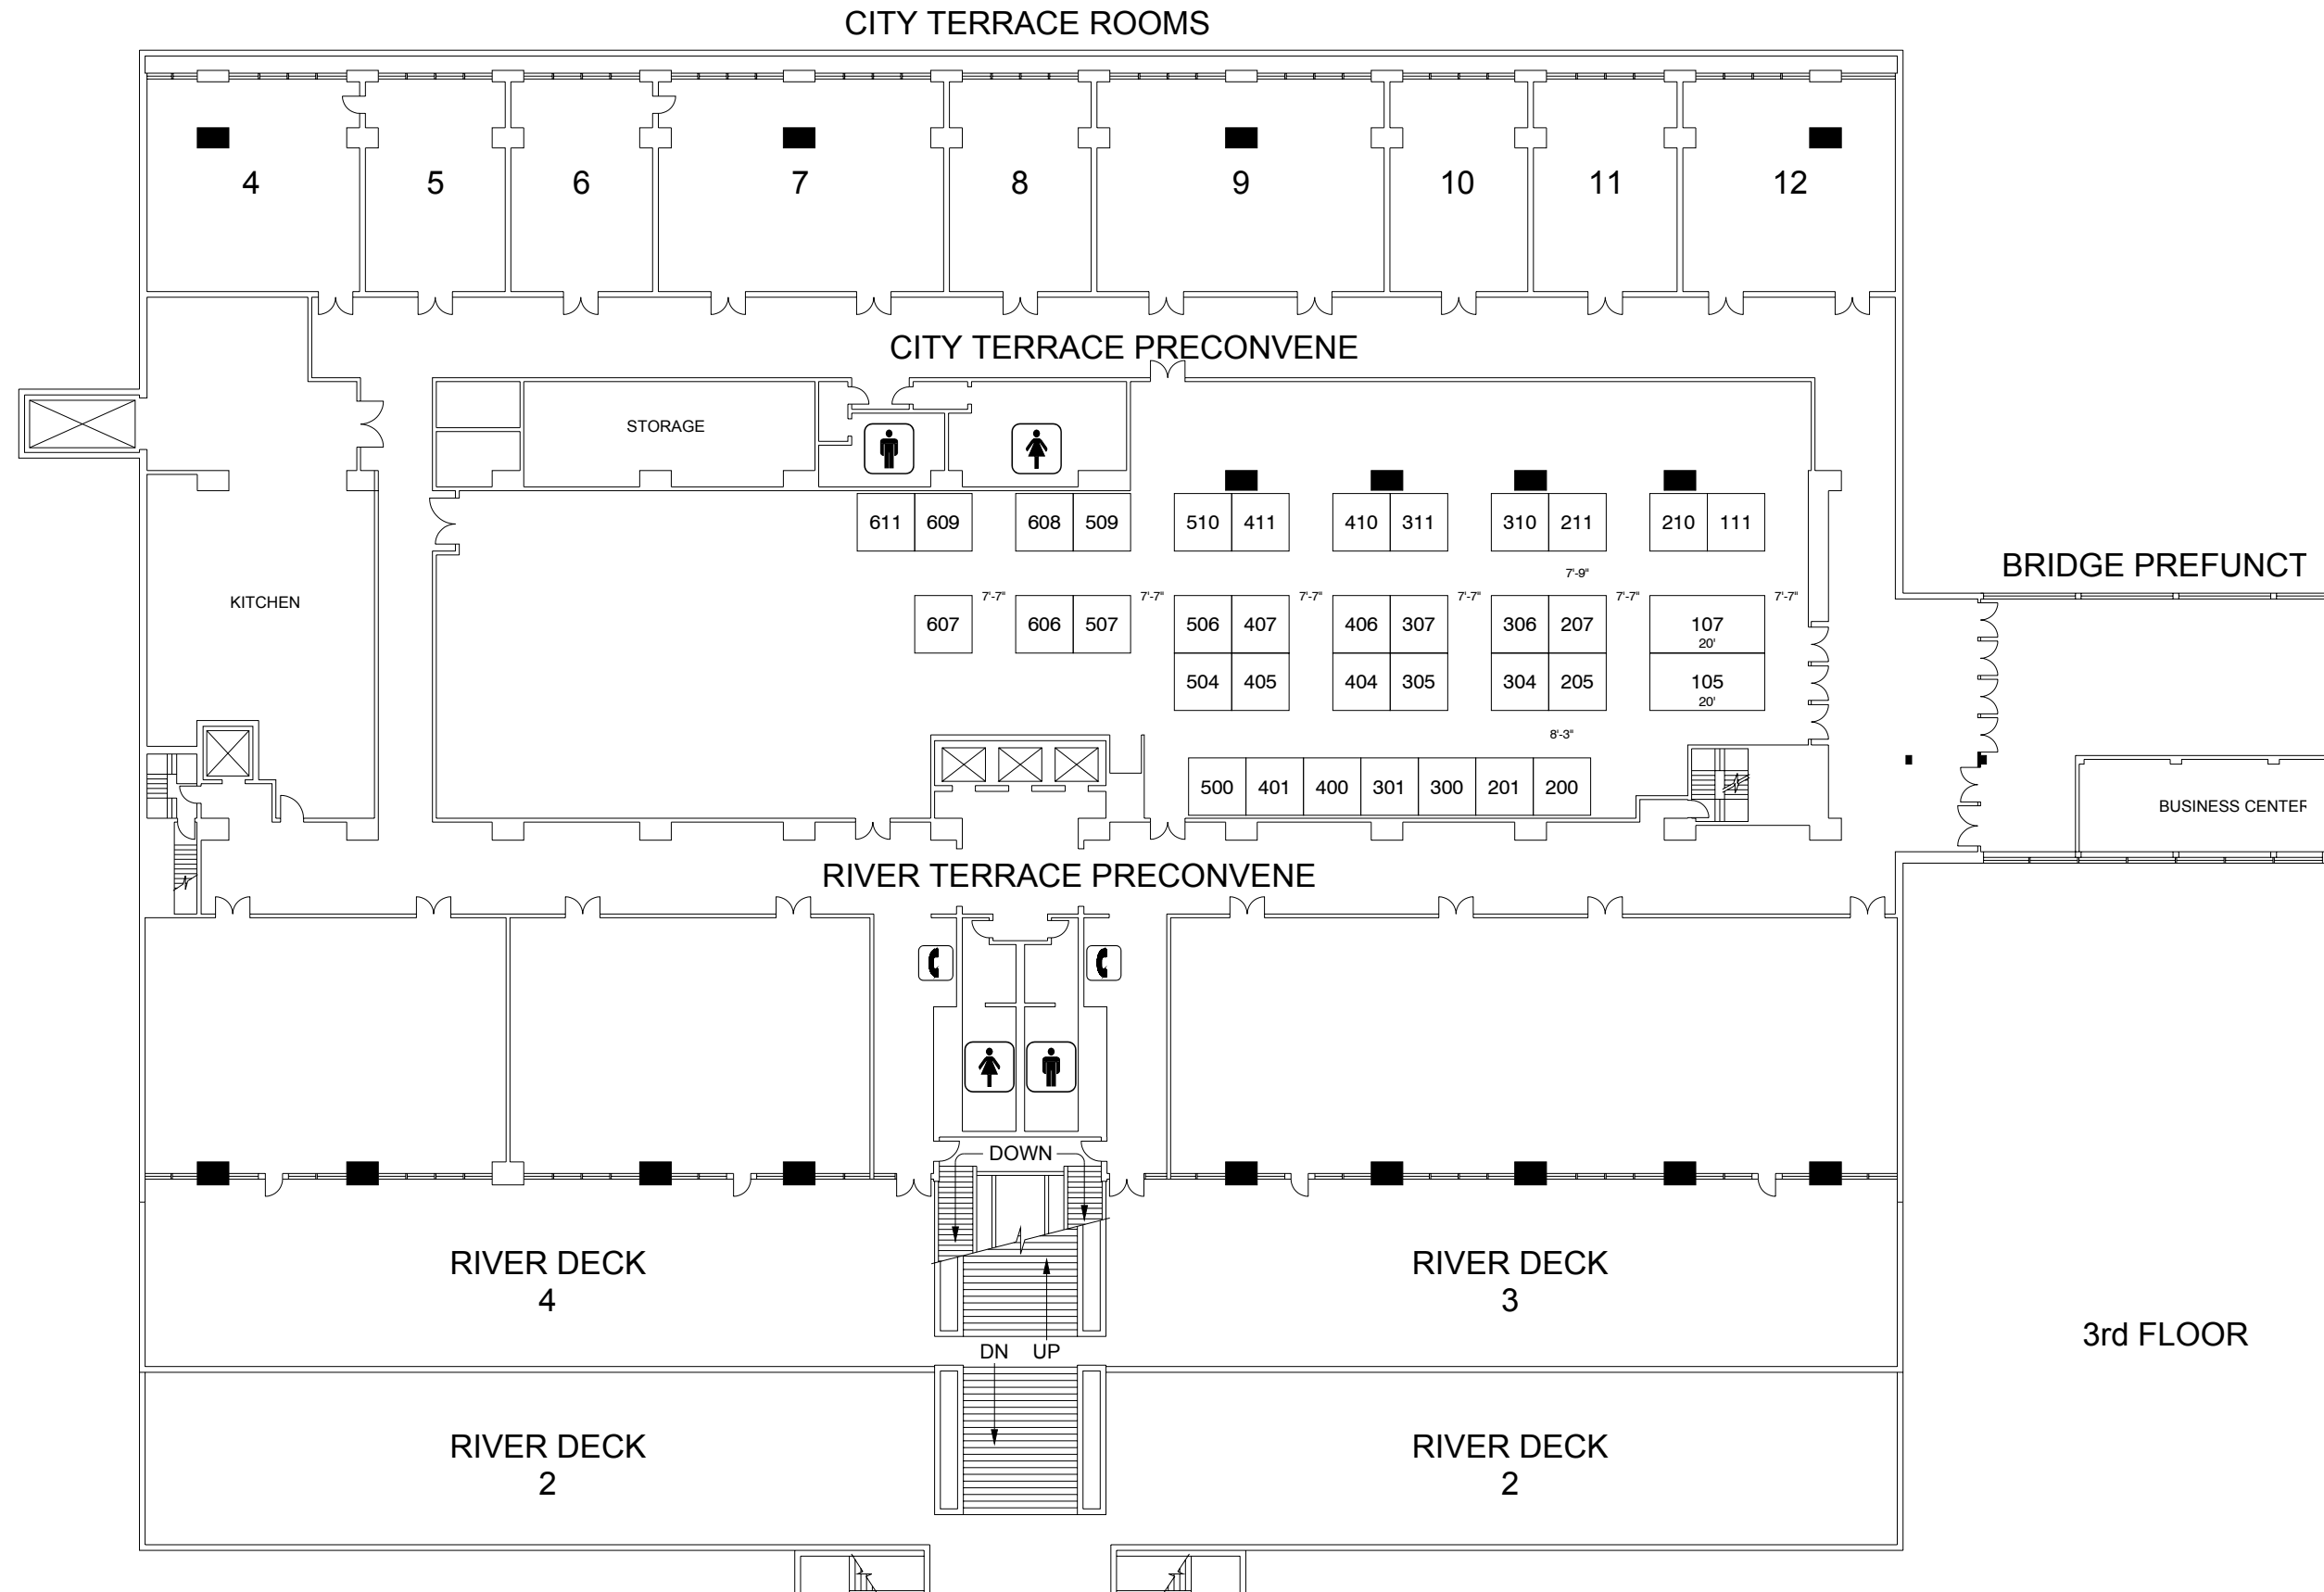 CITY TERRACE ROOMS
4 5 6 7 8 9 10 11 12
CITY TERRACE PRECONVENE
STORAGE
611 609 608 509 510 411 410 311 310 211 210 111
BRIDGE PREFUNCT
7'-9"
KITCHEN
7'-7" 7'-7" 7'-7" 7'-7" 7'-7" 7'-7"
607 606 507 506 407 406 307 306 207 107
20'
504 405 404 305 304 205 105
20'
8'-3"
500 401 400 301 300 201 200
BUSINESS CENTER
RIVER TERRACE PRECONVENE
DOWN
RIVER DECK
4
RIVER DECK
3
3rd FLOOR
DN UP
RIVER DECK
2
RIVER DECK
2